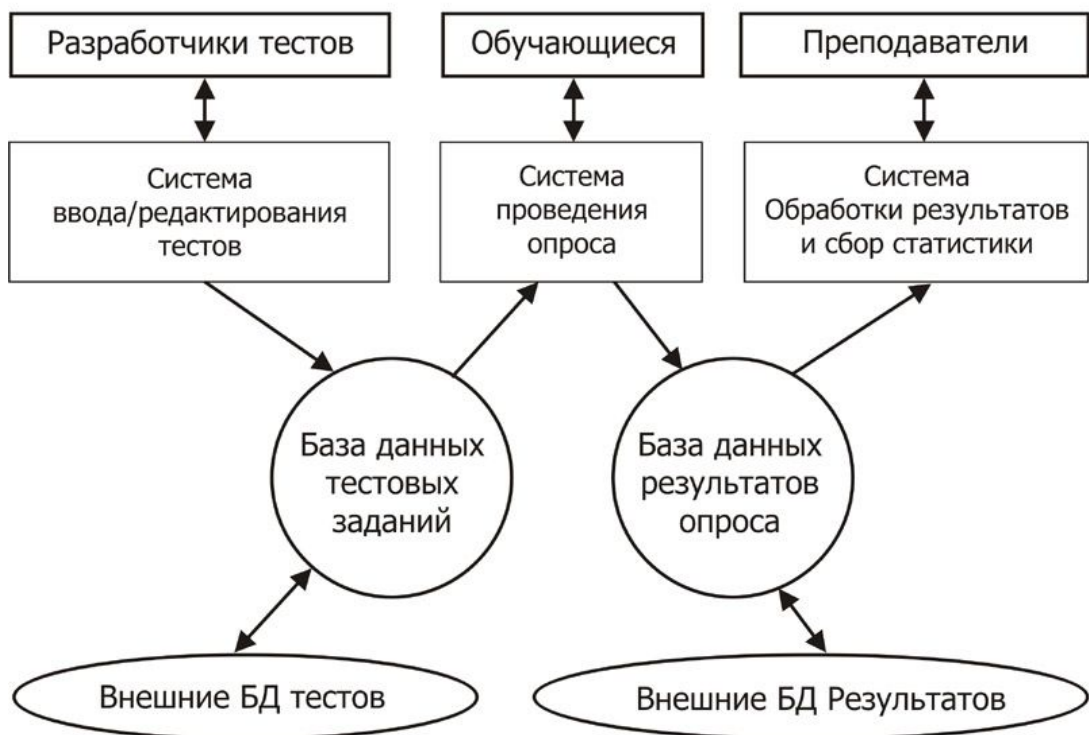 Разработчики тестов
Обучающиеся
Преподаватели
Система
ввода/редактирования
тестов
Система
проведения
опроса
Система
Обработки результатов
и сбор статистики
База данных
тестовых
заданий
База данных
результатов
опроса
Внешние БД тестов
Внешние БД Результатов